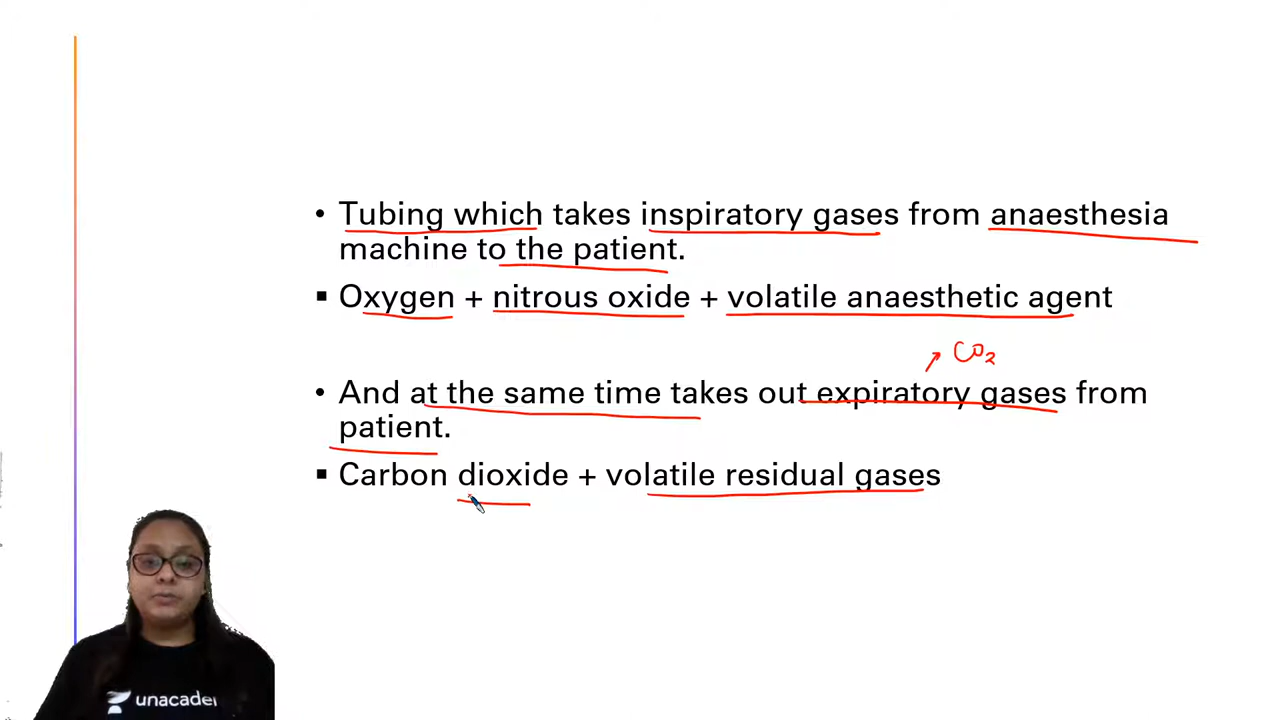 • Tubing which takes inspiratory gases from anaesthesia
machine to the patient.
▪ Oxygen + nitrous oxide + volatile anaesthetic agent
CO2
• And at the same time takes out expiratory gases from
patient.
▪ Carbon dioxide + volatile residual gases
unacade